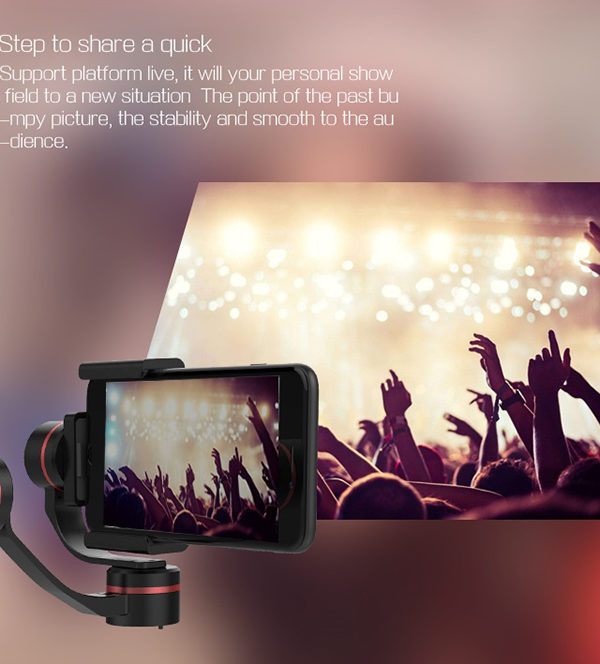 Step to share a quick
Support platform live, it will your personal show
field to a new situation The point of the past bu
-mpy picture, the stability and smooth to the au
-dience.